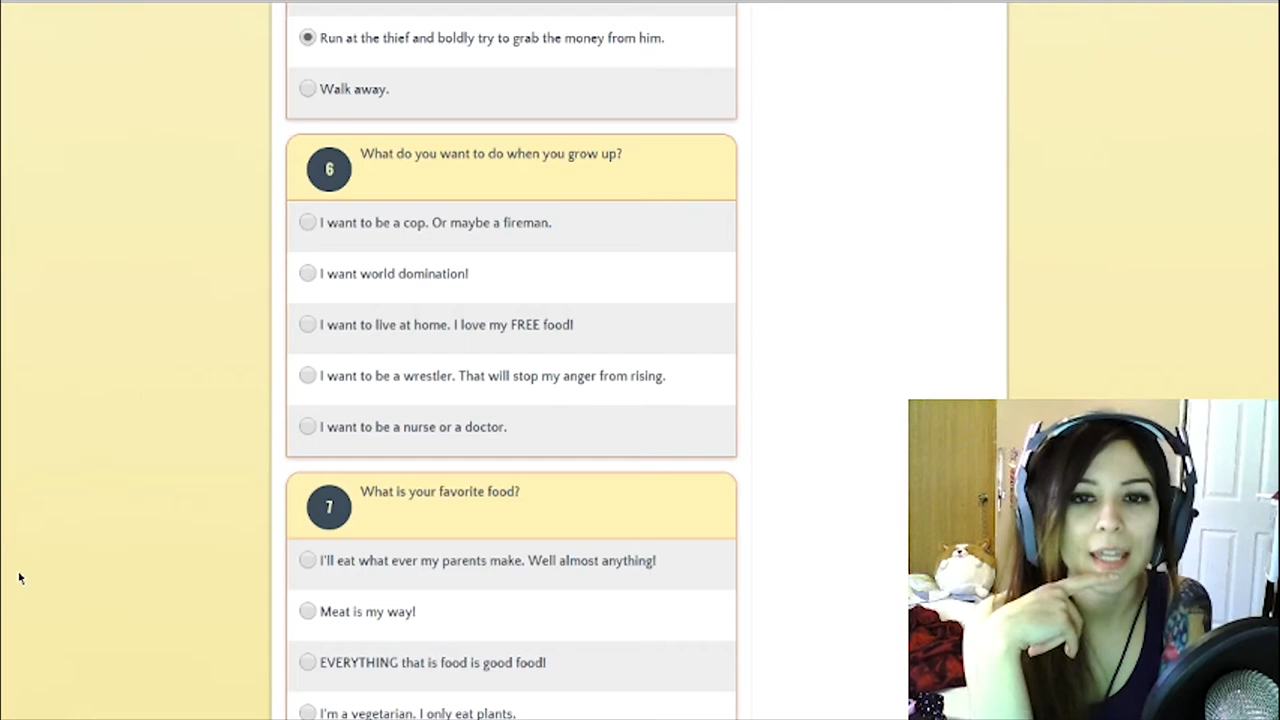 Run at the thief and boldly try to grab the money from him.
Walk away.
6
What do you want to do when you grow up?
I want to be a cop. Or maybe a fireman.
I want world domination!
I want to live at home. I love my FREE food!
I want to be a wrestler. That will stop my anger from rising.
I want to be a nurse or a doctor.
7
What is your favorite food?
I'll eat what ever my parents make. Well almost anything!
Meat is my way!
EVERYTHING that is food is good food!
I'm a vegetarian. I only eat plants.